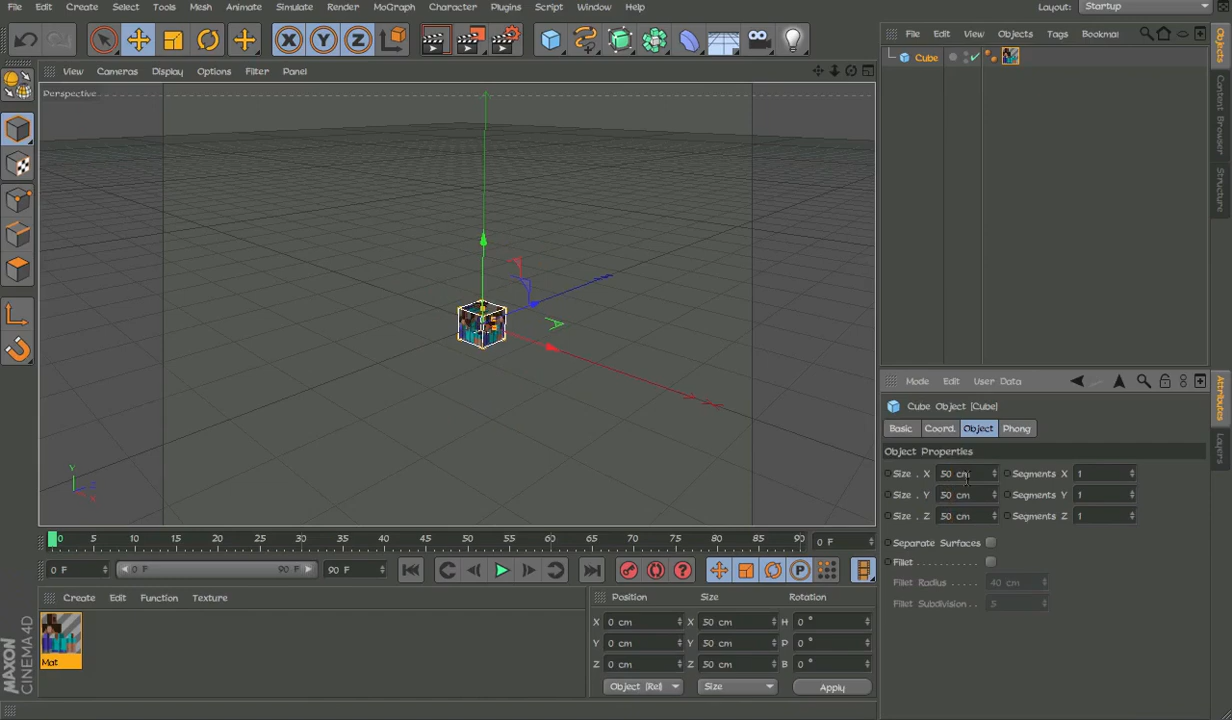 File Edit Create Select Tools Mesh Animate Simulate Render MoGraph Character Plugins Script Window Help Layout: Startup
File Edit View Objects Tags Bookmar
View Cameras Display Options Filter Panel
Perspective
Cube
Y
X
Objects
Content Browser
Structure
Mode Edit User Data
Attributes
Layers
Cube Object [Cube]
Basic Coord. Object Phong
Object Properties
Size . X 50 cm Segments X 1
Size . Y 50 cm Segments Y 1
Size . Z 50 cm Segments Z 1
Separate Surfaces
Fillet . . . . . . . . . .
Fillet Radius . . . . . 40 cm
Fillet Subdivision . . 5
0 5 10 15 20 25 30 35 40 45 50 55 60 65 70 75 80 85 90 0 F
0 F 0 F 90 F 90 F
P
Create Edit Function Texture
Mat
Position Size Rotation
X 0 cm X 50 cm H 0 °
Y 0 cm Y 50 cm P 0 °
Z 0 cm Z 50 cm B 0 °
Object (Rel) Size Apply
MAXON
CINEMA 4D